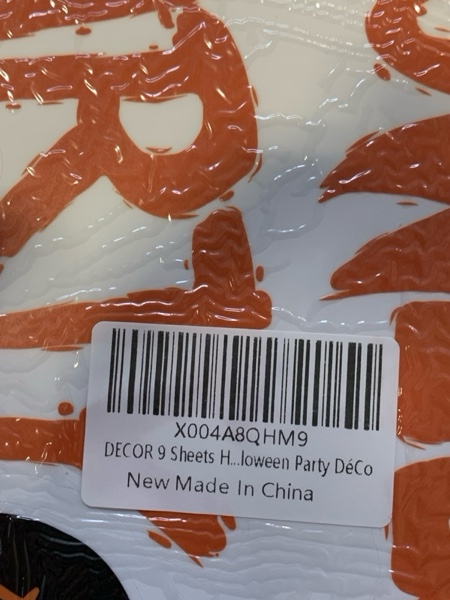 X004A8QHM9
DECOR 9 Sheets H...loween Party DéCo
New Made In China